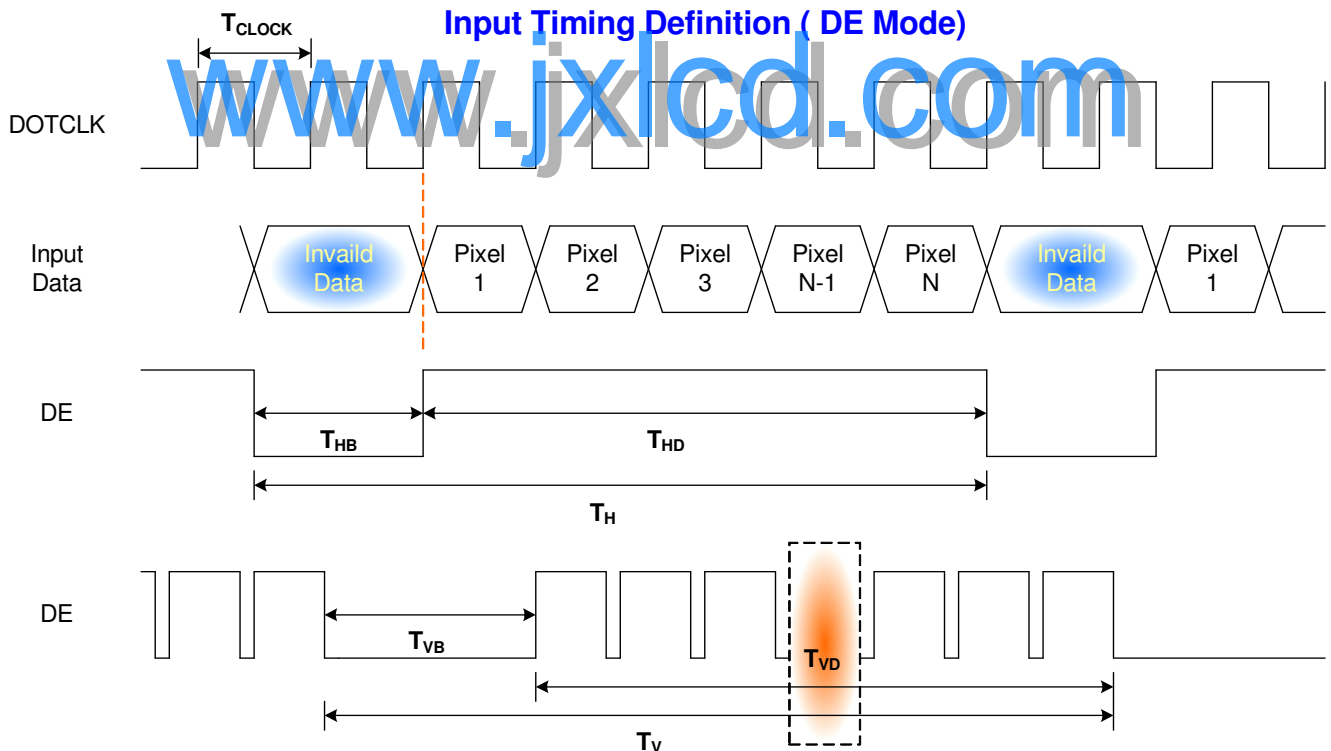 Input Timing Definition ( DE Mode)
TCLOCK
www.jxlcd.com
DOTCLK
Input
Data
Invaild
Data
Pixel
1
Pixel
2
Pixel
3
Pixel
N-1
Pixel
N
Invaild
Data
Pixel
1
DE
THB
THD
TH
DE
TVB
TVD
TV